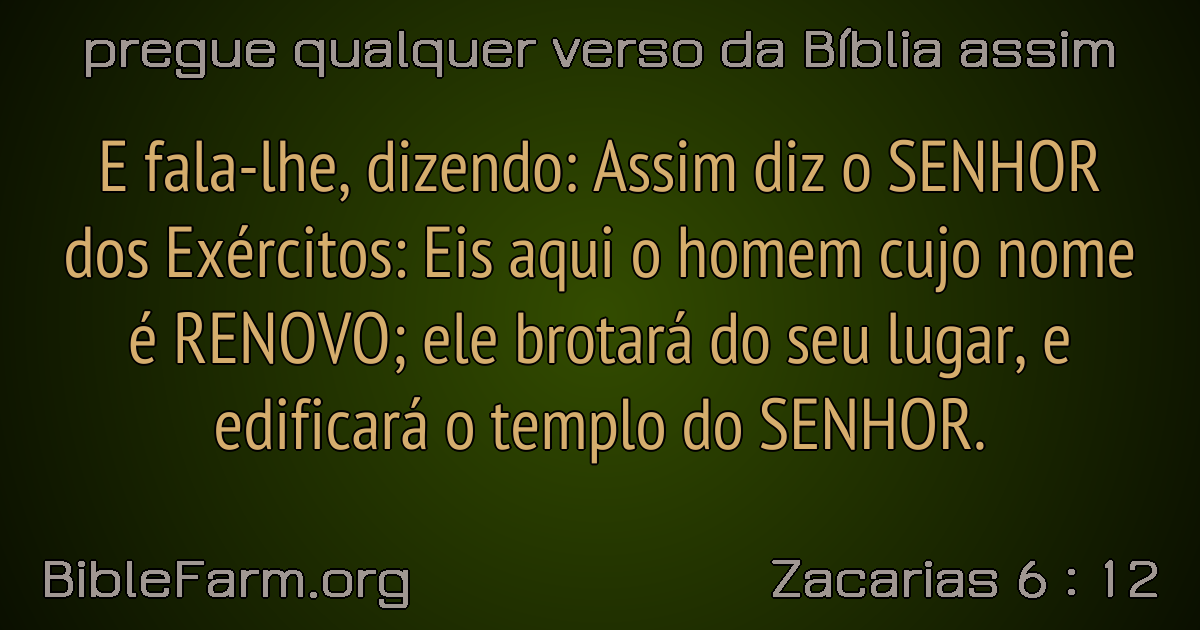 pregue qualquer verso da Bíblia assim
E fala-lhe, dizendo: Assim diz o SENHOR
dos Exércitos: Eis aqui o homem cujo nome
é RENOVO; ele brotará do seu lugar, e
edificará o templo do SENHOR.
BibleFarm.org
Zacarias 6 : 12